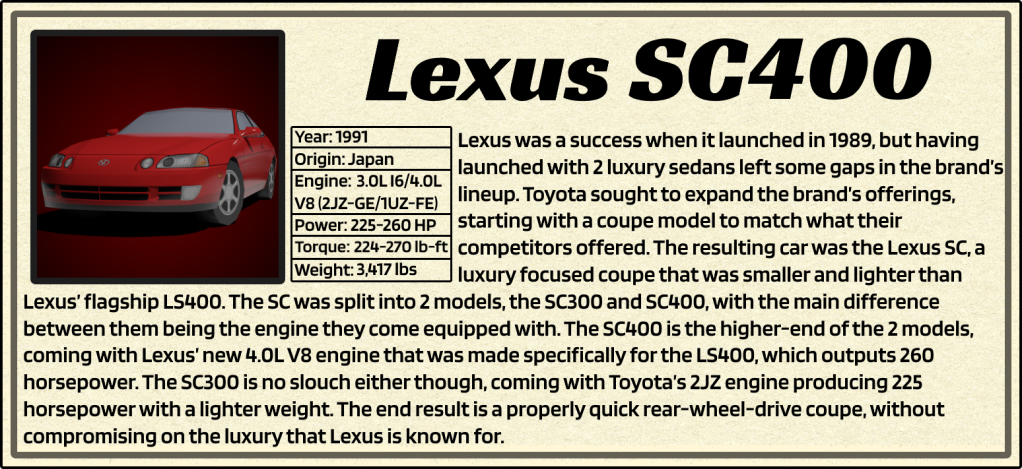 Lexus SC400
Year: 1991
Origin: Japan
Engine: 3.0L I6/4.0L
V8 (2JZ-GE/1UZ-FE)
Power: 225-260 HP
Torque: 224-270 lb-ft
Weight: 3,417 lbs
Lexus was a success when it launched in 1989, but having
launched with 2 luxury sedans left some gaps in the brand's
lineup. Toyota sought to expand the brand's offerings,
starting with a coupe model to match what their
competitors offered. The resulting car was the Lexus SC, a
luxury focused coupe that was smaller and lighter than
Lexus' flagship LS400. The SC was split into 2 models, the SC300 and SC400, with the main difference
between them being the engine they come equipped with. The SC400 is the higher-end of the 2 models,
coming with Lexus' new 4.0L V8 engine that was made specifically for the LS400, which outputs 260
horsepower. The SC300 is no slouch either though, coming with Toyota's 2JZ engine producing 225
horsepower with a lighter weight. The end result is a properly quick rear-wheel-drive coupe, without
compromising on the luxury that Lexus is known for.